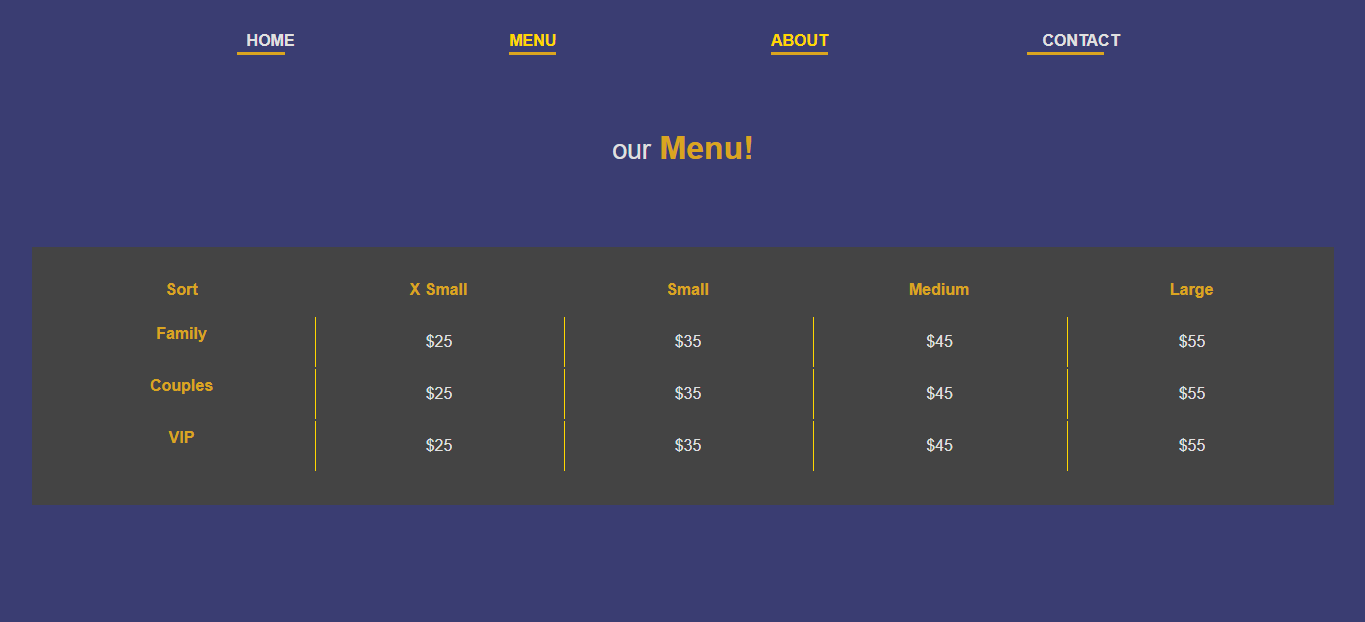 HOME MENU ABOUT CONTACT
our Menu!
Sort X Small Small Medium Large
Family $25 $35 $45 $55
Couples $25 $35 $45 $55
VIP $25 $35 $45 $55